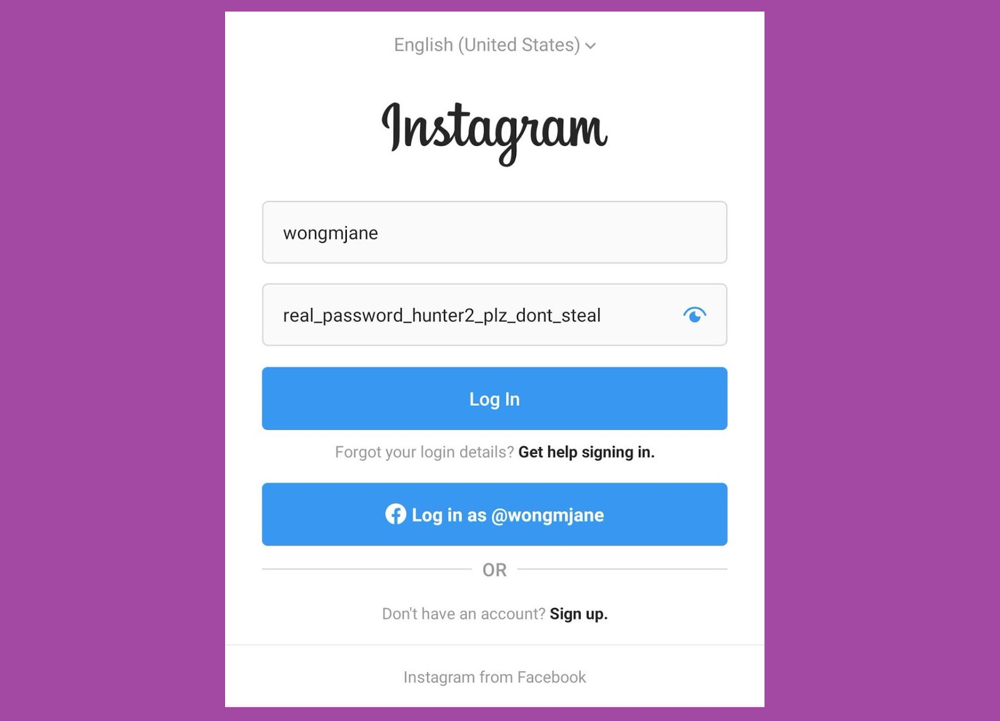 English (United States)
Instagram
wongmjane
real_password_hunter2_plz_dont_steal
Log In
Forgot your login details? Get help signing in.
Log in as @wongmjane
OR
Don't have an account? Sign up.
Instagram from Facebook